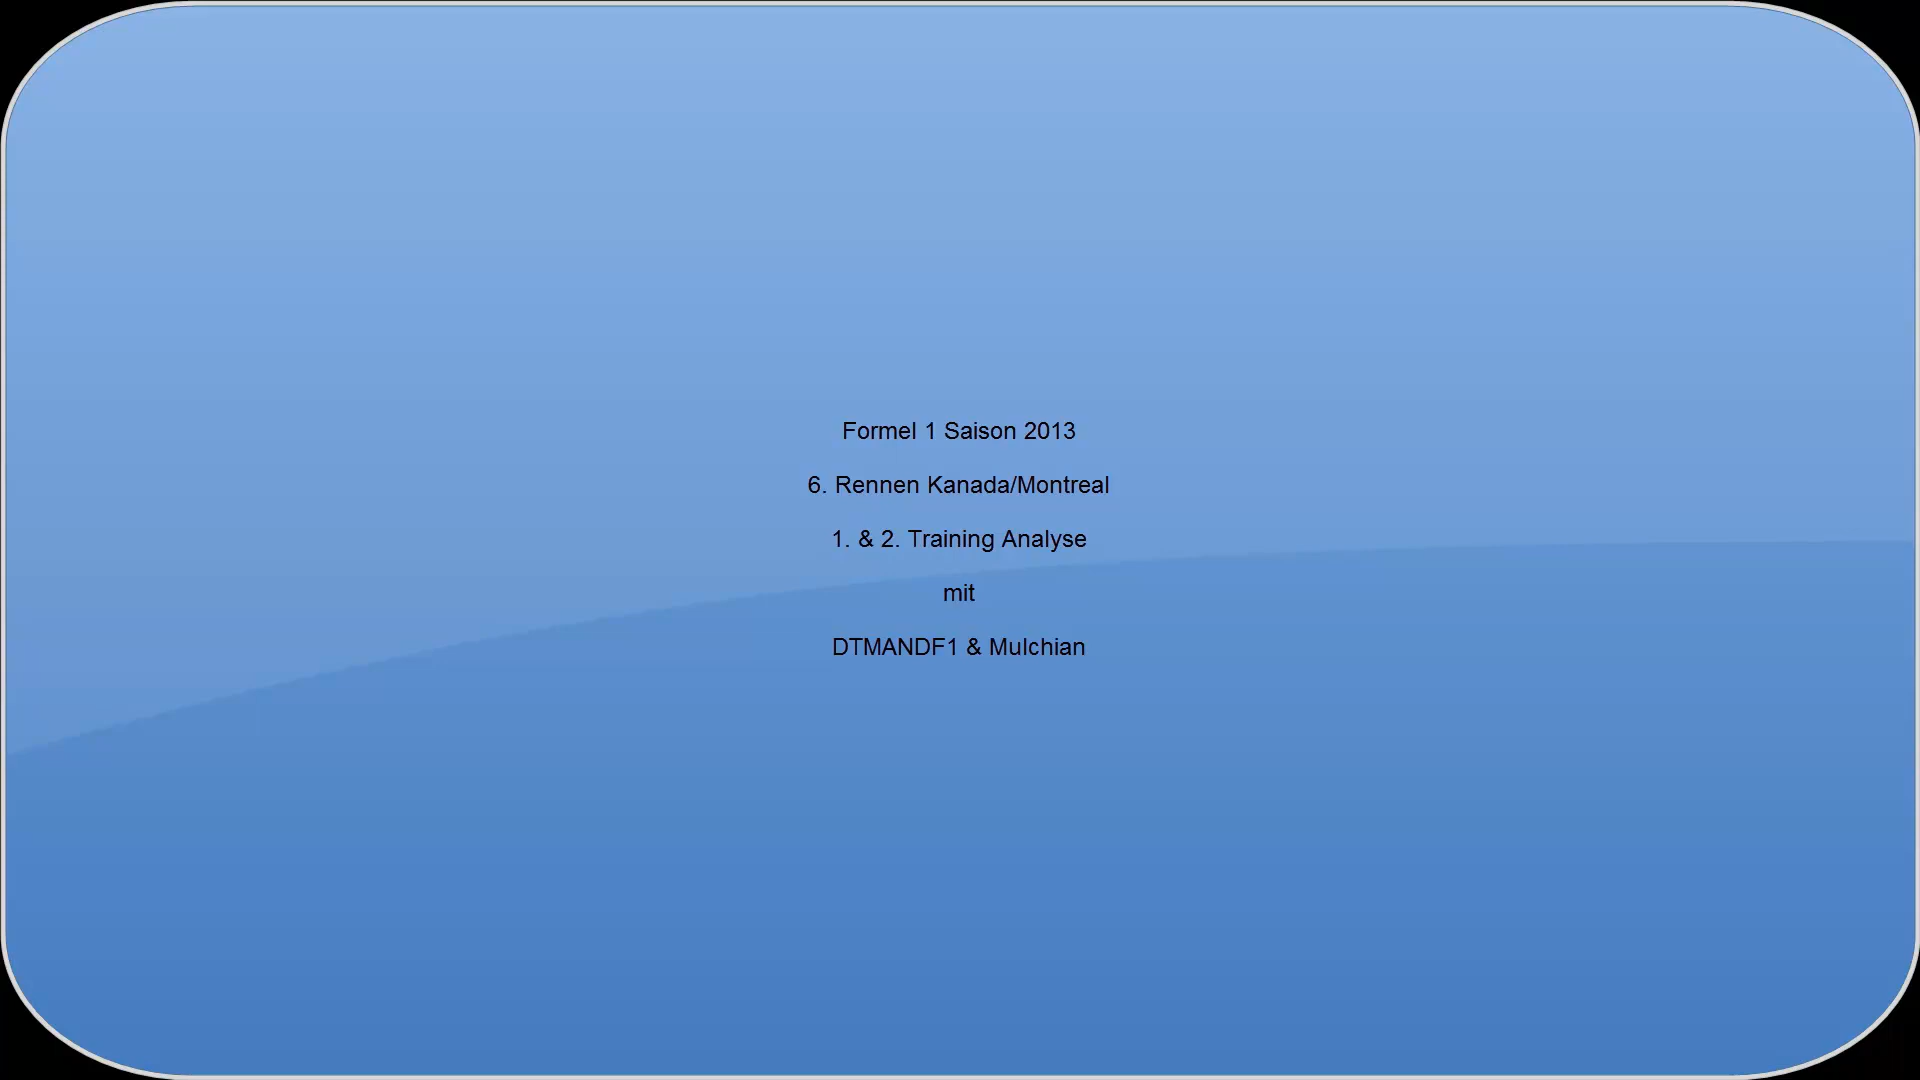 Formel 1 Saison 2013
6. Rennen Kanada/Montreal
1. & 2. Training Analyse
mit
DTMANDF1 & Mulchian